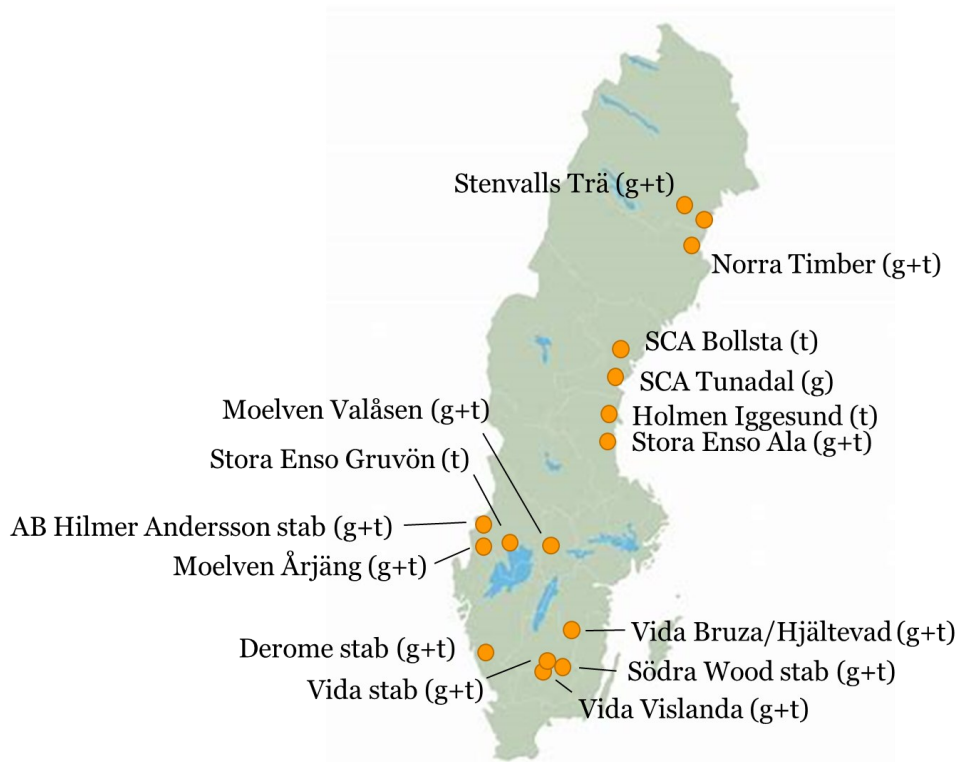 Stenvalls Trä (g+t)
Norra Timber (g+t)
SCA Bollsta (t)
SCA Tunadal (g)
Moelven Valåsen (g+t)
Holmen Iggesund (t)
Stora Enso Ala (g+t)
Stora Enso Gruvön (t)
AB Hilmer Andersson stab (g+t)
Moelven Årjäng (g+t)
Vida Bruza/Hjältevad (g+t)
Derome stab (g+t)
Södra Wood stab (g+t)
Vida stab (g+t)
Vida Vislanda (g+t)